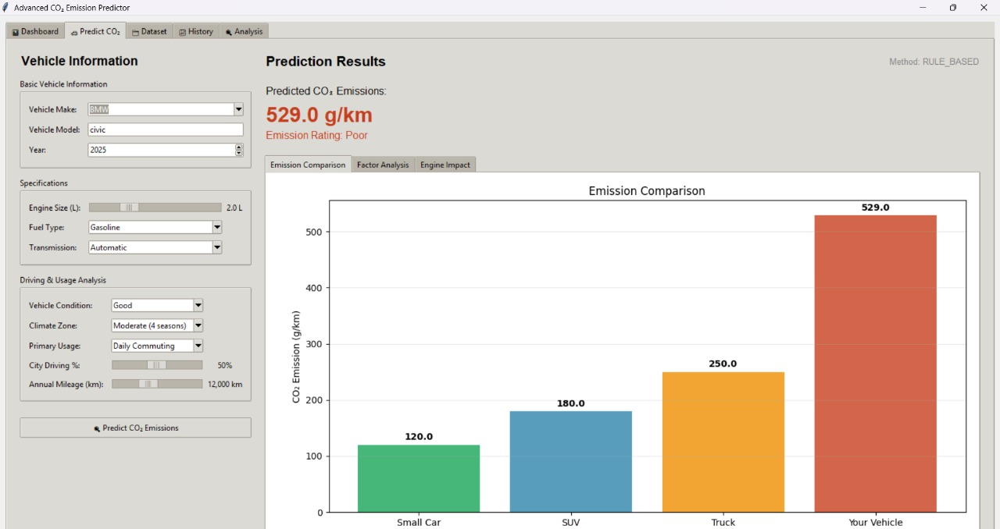 Advanced CO₂ Emission Predictor
Dashboard
Predict CO₂
Dataset
History
Analysis
Vehicle Information
Basic Vehicle Information
Vehicle Make: BMW
Vehicle Model: civic
Year: 2025
Specifications
Engine Size (L): 2.0 L
Fuel Type: Gasoline
Transmission: Automatic
Driving & Usage Analysis
Vehicle Condition: Good
Climate Zone: Moderate (4 seasons)
Primary Usage: Daily Commuting
City Driving %: 50%
Annual Mileage (km): 12,000 km
Predict CO₂ Emissions
Prediction Results
Method: RULE_BASED
Predicted CO₂ Emissions:
529.0 g/km
Emission Rating: Poor
Emission Comparison
Factor Analysis
Engine Impact
Emission Comparison
CO₂ Emission (g/km)
500
400
300
200
100
0
120.0
180.0
250.0
529.0
Small Car
SUV
Truck
Your Vehicle